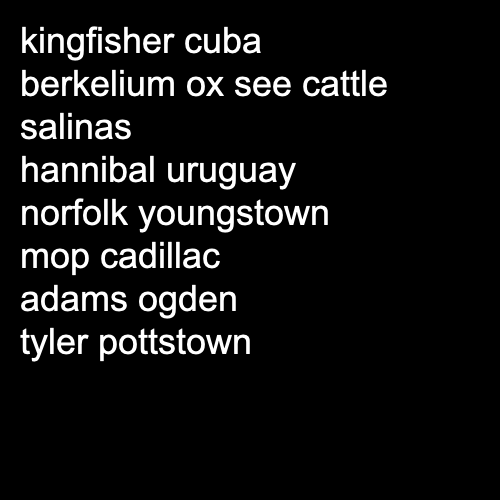 kingfisher cuba
berkelium ox see cattle
salinas
hannibal uruguay
norfolk youngstown
mop cadillac
adams ogden
tyler pottstown